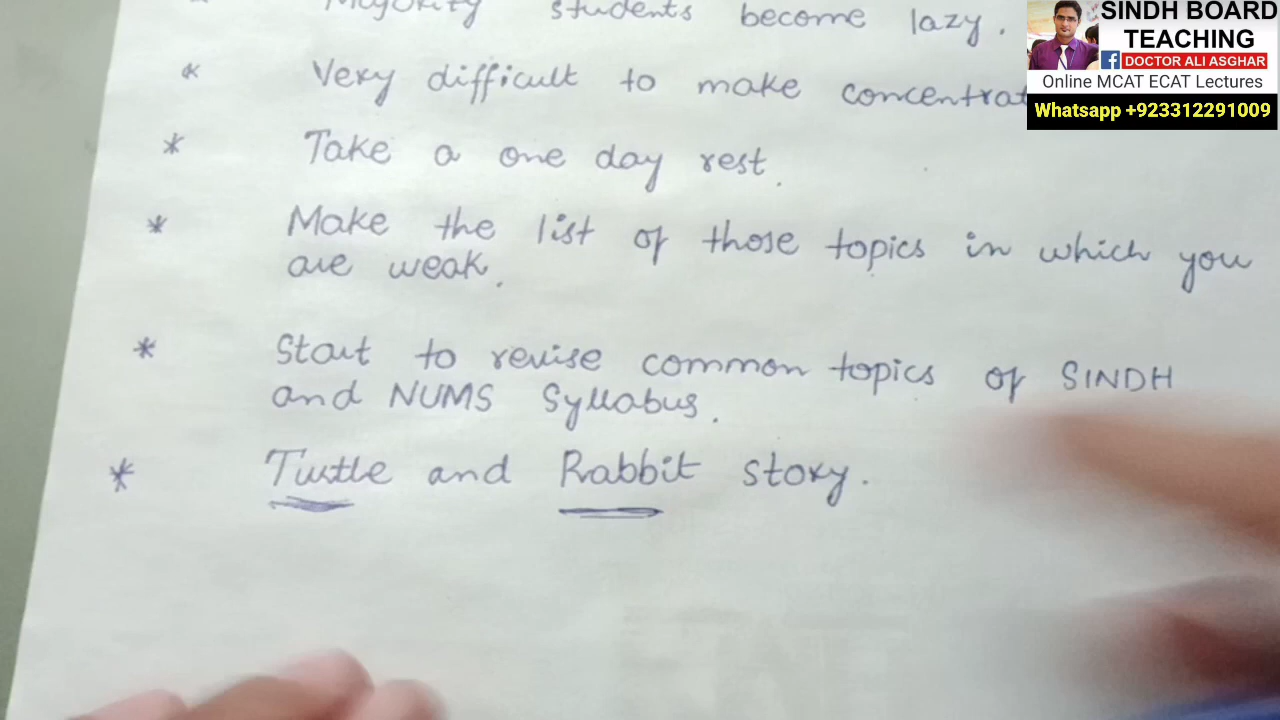 Majority students become lazy.
* Very difficult to make concentrat
* Take a one day rest.
* Make the list of those topics in which you
are weak.
* Start to revise common topics of SINDH
and NUMS Syllabus.
* Turtle and Rabbit story.
SINDH BOARD
TEACHING
f DOCTOR ALI ASGHAR
Online MCAT ECAT Lectures
Whatsapp +923312291009